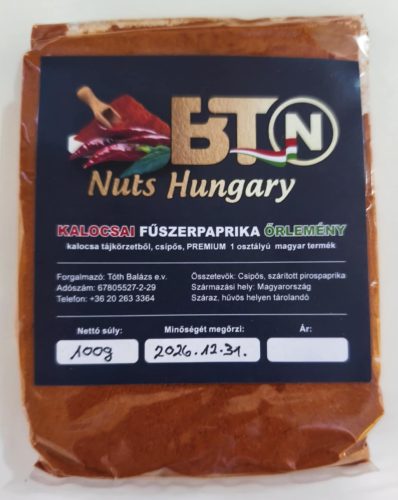 BTN
Nuts Hungary
KALOCSAI FŰSZERPAPRIKA ŐRLEMÉNY
kalocsa tájkörzetből, csípős, PREMIUM 1 osztályú magyar termék
Forgalmazó: Tóth Balázs e.v.
Adószám: 67805527-2-29
Telefon: +36 20 263 3364
Összetevők: Csípős, szárított pirospaprika
Származási hely: Magyarország
Száraz, hűvös helyen tárolandó
Nettó súly:
100g
Minőségét megőrzi:
2026.12.31.
Ár: